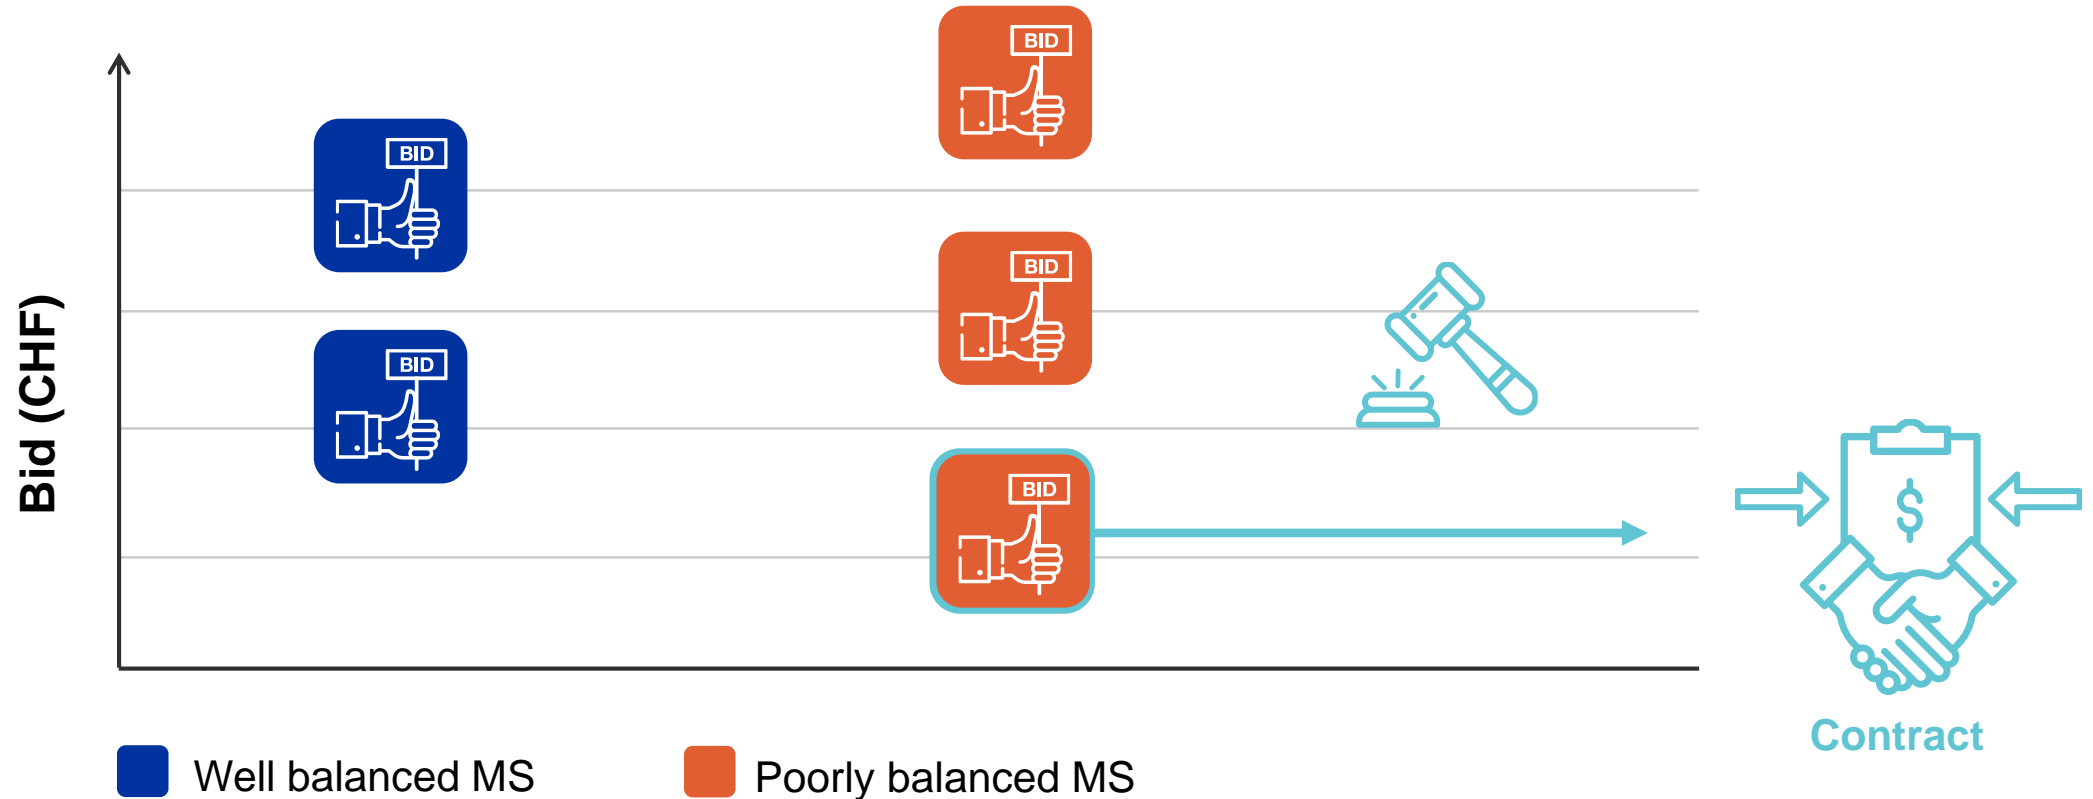 BID
BID
BID
BID
BID
Bid (CHF)
$
Contract
Well balanced MS
Poorly balanced MS